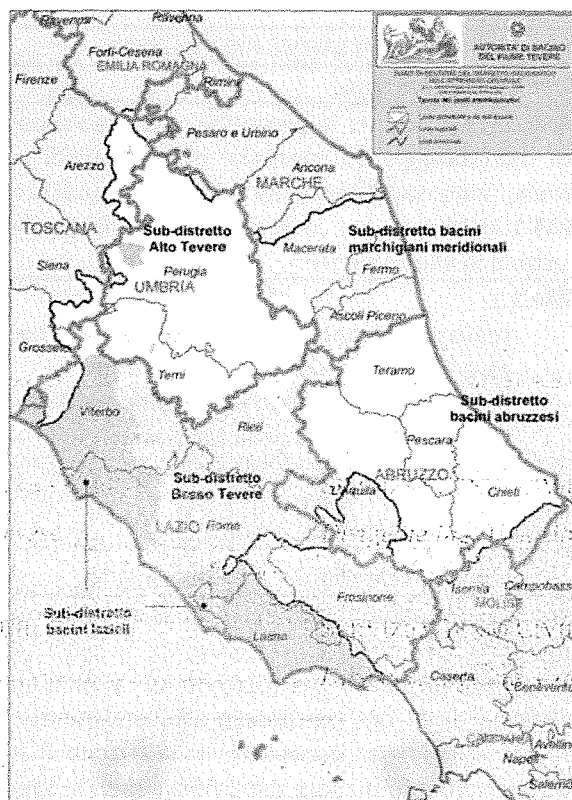 Ravenna
Ravenna
Forlì-Cesena
EMILIA ROMAGNA
Firenze
Rimini
AUTORITA' DI BACINO
DEL FIUME TEVERE
Pesaro e Urbino
Arezzo
Ancona
MARCHE
TOSCANA
Sub-distretto
Alto Tevere
Sub-distretto bacini
marchigiani meridionali
Macerata
Siena
Perugia
UMBRIA
Fermo
Ascoli Piceno
Grosseto
Terni
Teramo
Viterbo
Rieti
Sub-distretto
bacini abruzzesi
Pescara
Sub-distretto
Basso Tevere
L'Aquila
ABRUZZO
Chieti
LAZIO
Roma
Sub-distretto
bacini laziali
Frosinone
Isernia
Campobasso
MOLISE
Latina
Caserta
Benevento
CAMPANIA
Avellino
Napoli
Salerno